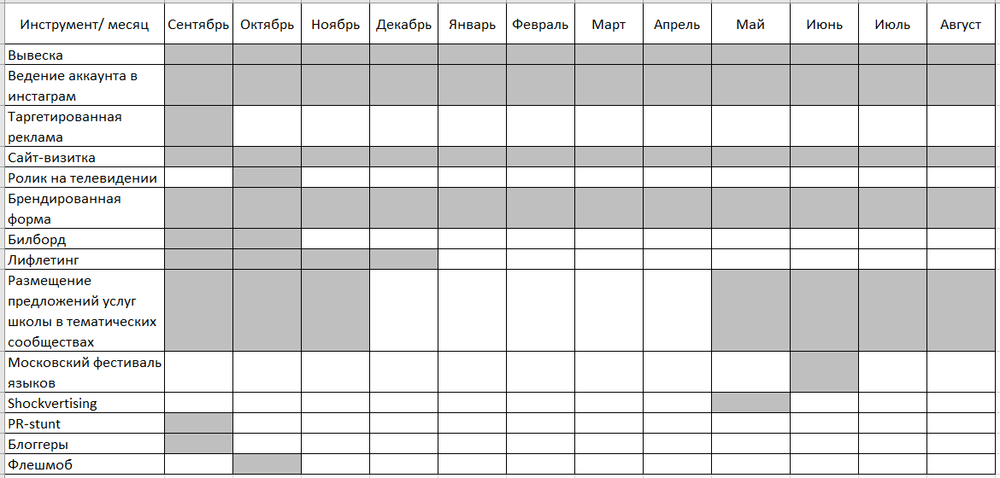 Инструмент/ месяц Сентябрь Октябрь Ноябрь Декабрь Январь Февраль Март Апрель Май Июнь Июль Август
Вывеска
Ведение аккаунта в
инстаграм
Таргетированная
реклама
Сайт-визитка
Ролик на телевидении
Брендированная
форма
Билборд
Лифлетинг
Размещение
предложений услуг
школы в тематических
сообществах
Московский фестиваль
языков
Shockvertising
PR-stunt
Блоггеры
Флешмоб